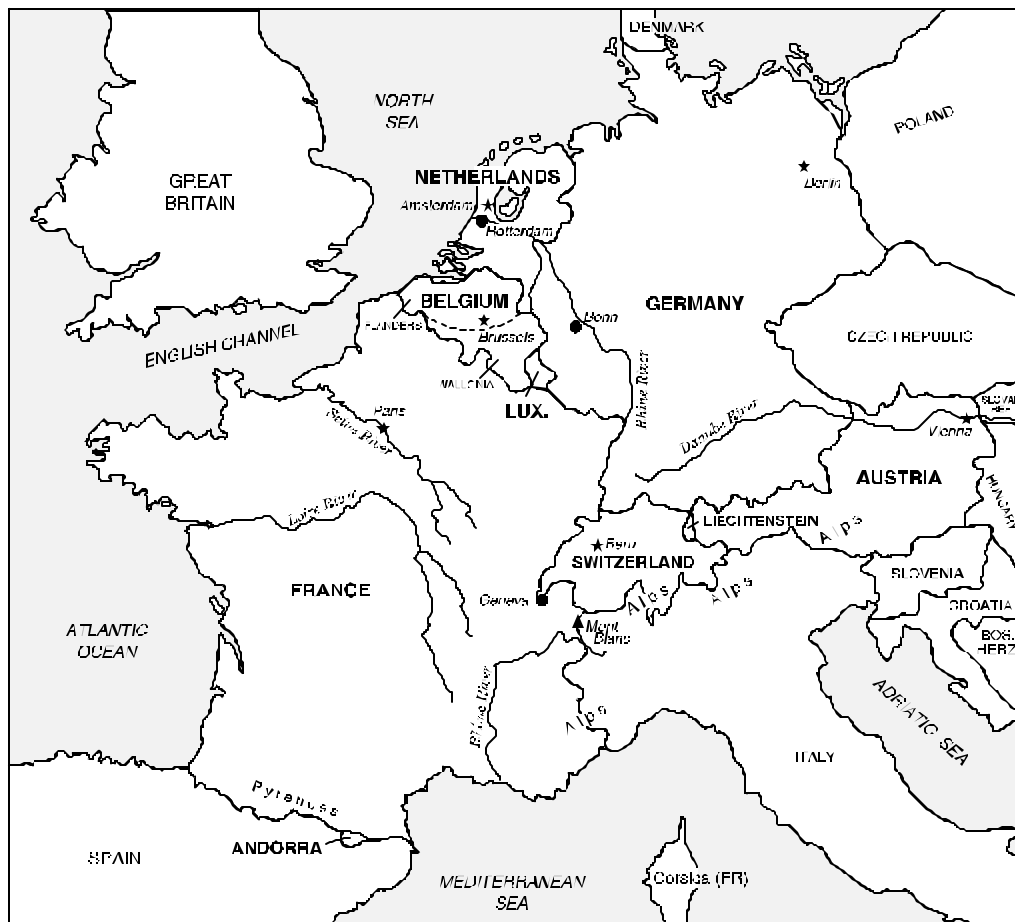 DENMARK
NORTH
SEA
POLAND
NETHERLANDS
GREAT
BRITAIN
Berlin
Amsterdam
Rotterdam
BELGIUM
GERMANY
FLANDERS
Bonn
ENGLISH CHANNEL
Brussels
CZECH REPUBLIC
WALLONIA
Rhine River
LUX.
Paris
Seine River
Danube River
Vienna
AUSTRIA
HUNGARY
Loire River
LIECHTENSTEIN
Alps
Bern
SWITZERLAND
SLOVENIA
FRANCE
Geneva
Alps
Alps
CROATIA
Mont
Blanc
BOS.
HERZ
ATLANTIC
OCEAN
ADRIATIC SEA
Alps
ITALY
Pyrenees
ANDORRA
SPAIN
MEDITERRANEAN
SEA
Corsica (FR)